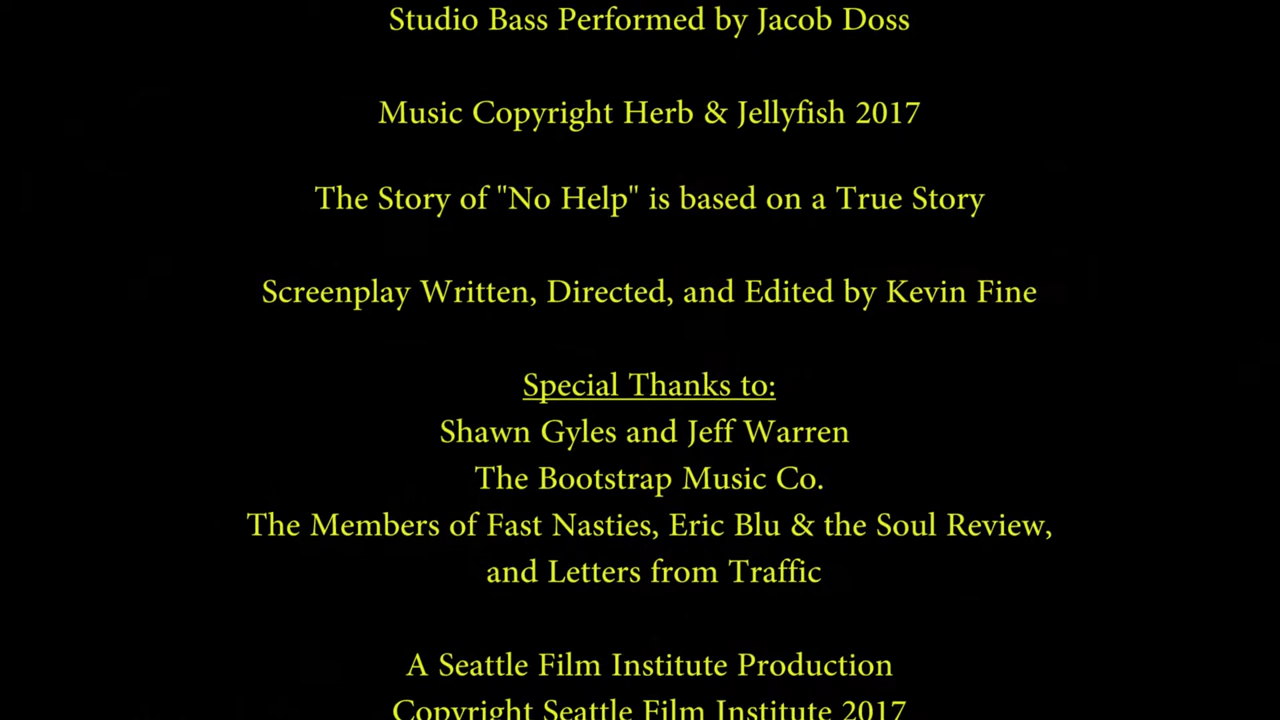 Studio Bass Performed by Jacob Doss
Music Copyright Herb & Jellyfish 2017
The Story of "No Help" is based on a True Story
Screenplay Written, Directed, and Edited by Kevin Fine
Special Thanks to:
Shawn Gyles and Jeff Warren
The Bootstrap Music Co.
The Members of Fast Nasties, Eric Blu & the Soul Review,
and Letters from Traffic
A Seattle Film Institute Production
Copyright Seattle Film Institute 2017